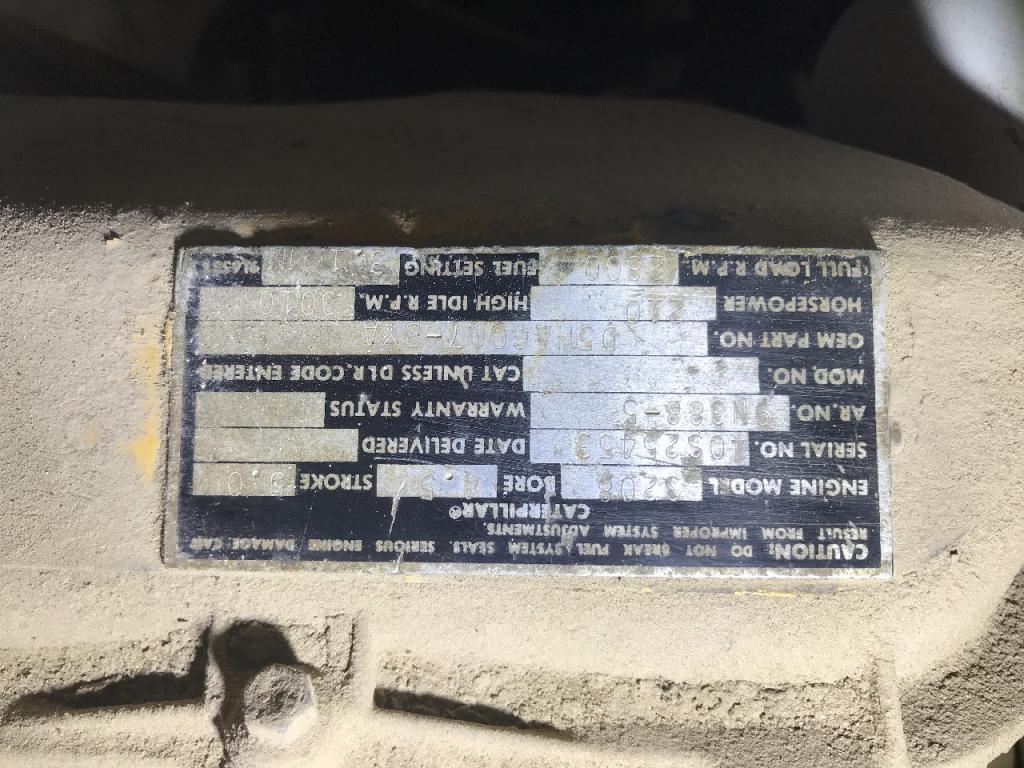 CAUTION: DO NOT BREAK FUEL SYSTEM SEALS. SERIOUS ENGINE DAMAGE CAN
RESULT FROM IMPROPER SYSTEM ADJUSTMENTS.
CATERPILLAR®
ENGINE MODEL 3208 BORE 4.5 STROKE 5.0
SERIAL NO. DATE DELIVERED
AR. NO. WARRANTY STATUS
MOD. NO. CAT UNLESS DLR. CODE ENTERED
OEM PART NO.
HORSEPOWER 210 HIGH IDLE R.P.M. 3010
FULL LOAD R.P.M. 2800 FUEL SETTING